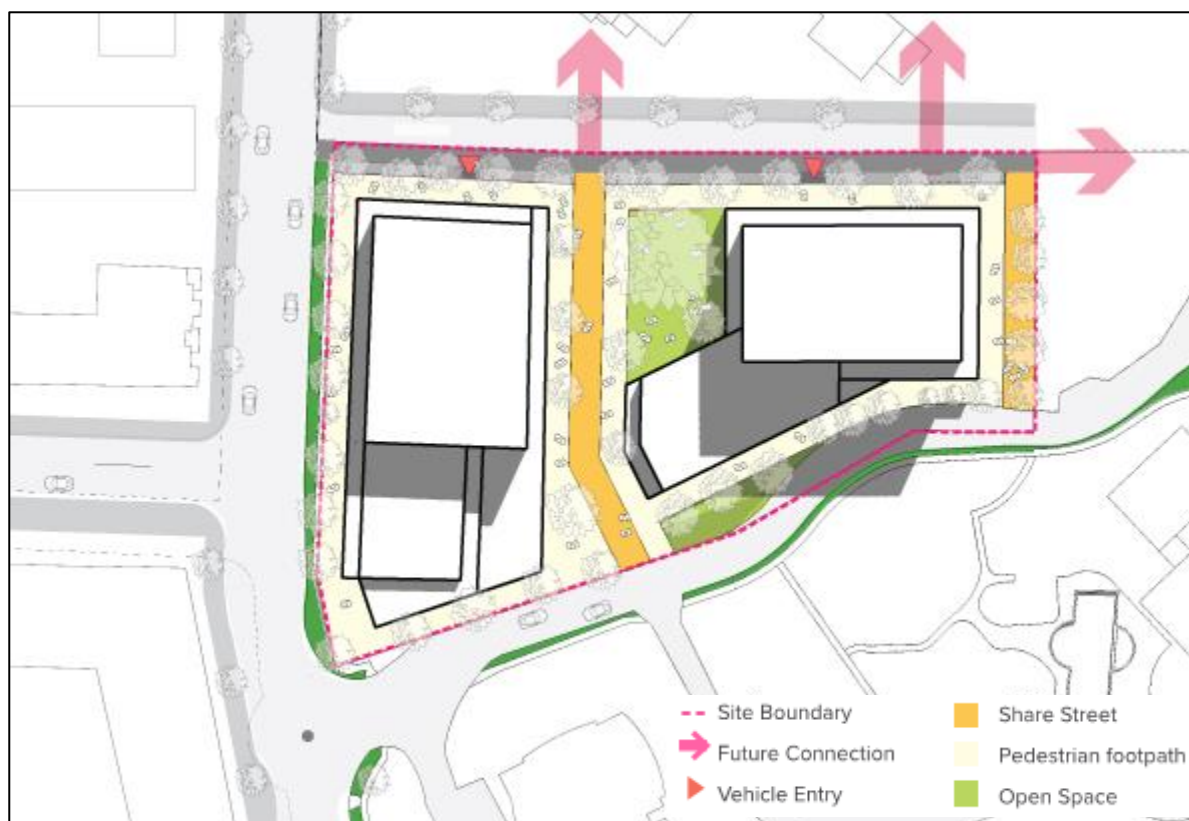 Site Boundary
Future Connection
Vehicle Entry
Share Street
Pedestrian footpath
Open Space